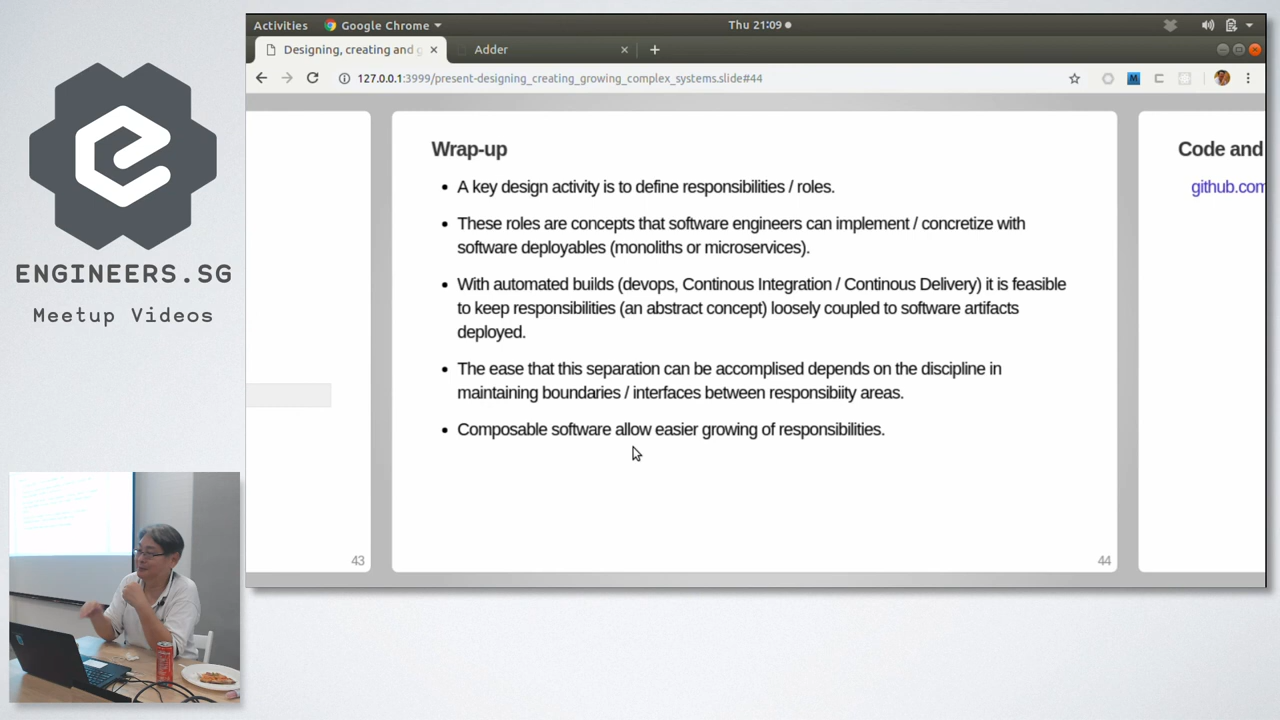 Activities
Google Chrome
Thu 21:09
Designing, creating and g
Adder
127.0.0.1:3999/present-designing_creating_growing_complex_systems.slide#44
M
ENGINEERS.SG
Meetup Videos
Wrap-up
• A key design activity is to define responsibilities / roles.
• These roles are concepts that software engineers can implement / concretize with
software deployables (monoliths or microservices).
• With automated builds (devops, Continous Integration / Continous Delivery) it is feasible
to keep responsibilities (an abstract concept) loosely coupled to software artifacts
deployed.
• The ease that this separation can be accomplised depends on the discipline in
maintaining boundaries / interfaces between responsibiity areas.
• Composable software allow easier growing of responsibilities.
43
44
Code and
github.com